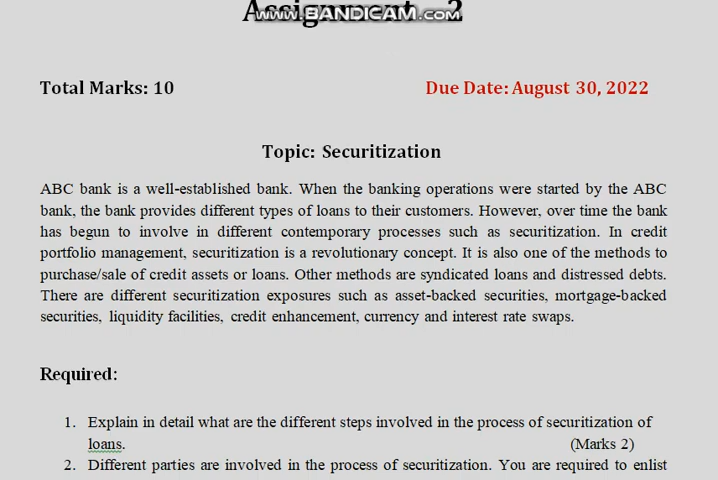 Assignment 2
www.BANDICAM.com
Total Marks: 10 Due Date: August 30, 2022
Topic: Securitization
ABC bank is a well-established bank. When the banking operations were started by the ABC
bank, the bank provides different types of loans to their customers. However, over time the bank
has begun to involve in different contemporary processes such as securitization. In credit
portfolio management, securitization is a revolutionary concept. It is also one of the methods to
purchase/sale of credit assets or loans. Other methods are syndicated loans and distressed debts.
There are different securitization exposures such as asset-backed securities, mortgage-backed
securities, liquidity facilities, credit enhancement, currency and interest rate swaps.
Required:
1. Explain in detail what are the different steps involved in the process of securitization of
loans. (Marks 2)
2. Different parties are involved in the process of securitization. You are required to enlist